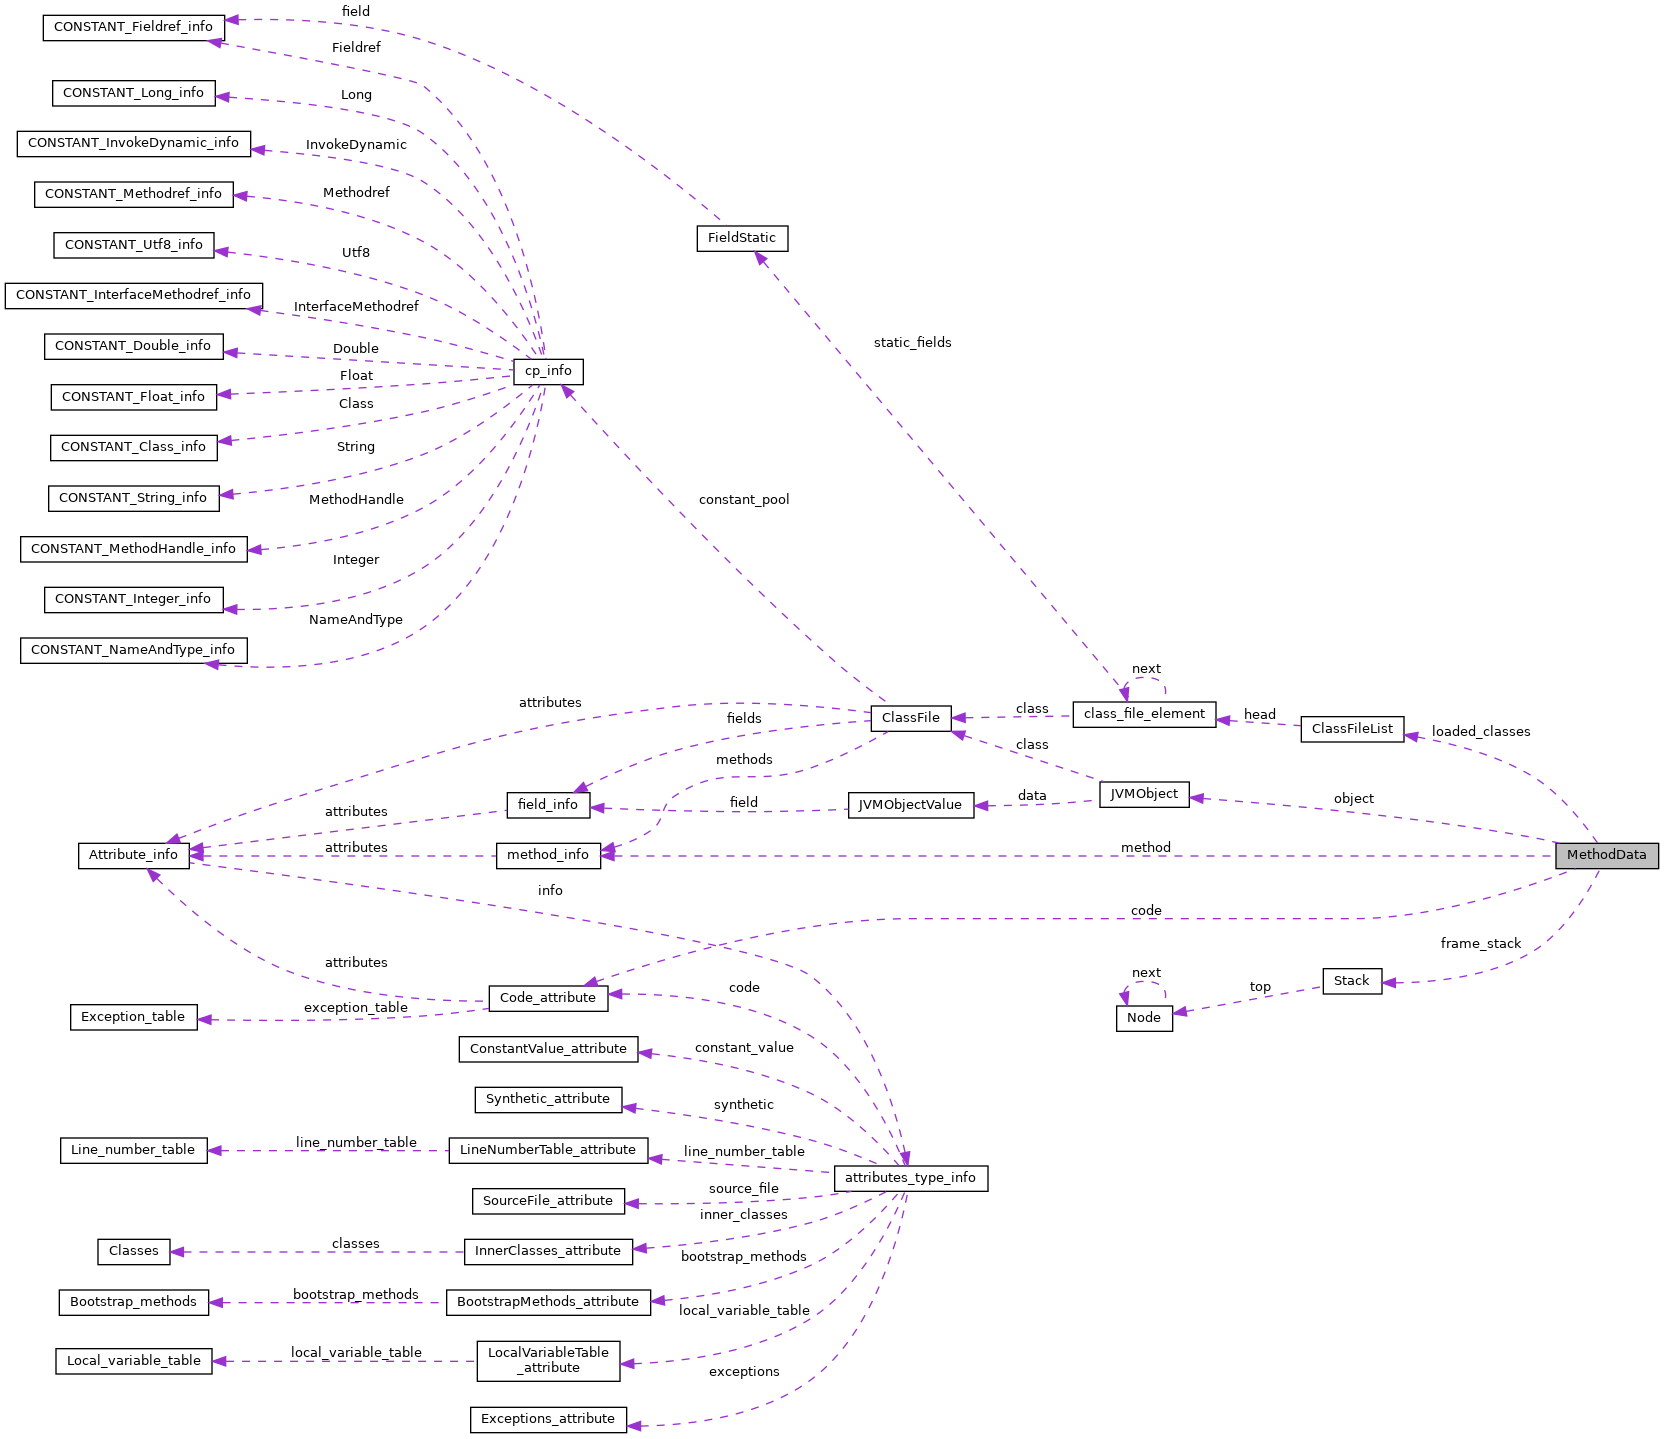 field
CONSTANT_Fieldref_info
Fieldref
CONSTANT_Long_info
Long
CONSTANT_InvokeDynamic_info
InvokeDynamic
CONSTANT_Methodref_info
Methodref
CONSTANT_Utf8_info
Utf8
FieldStatic
CONSTANT_InterfaceMethodref_info
InterfaceMethodref
CONSTANT_Double_info
Double
static_fields
cp_info
Float
CONSTANT_Float_info
Class
CONSTANT_Class_info
String
CONSTANT_String_info
MethodHandle
constant_pool
CONSTANT_MethodHandle_info
Integer
CONSTANT_Integer_info
NameAndType
CONSTANT_NameAndType_info
next
attributes
fields
ClassFile
class
class_file_element
head
ClassFileList
loaded_classes
class
methods
field_info
field
JVMObjectValue
data
JVMObject
object
attributes
Attribute_info
attributes
method_info
method
MethodData
info
code
frame_stack
attributes
next
Stack
top
Code_attribute
code
Exception_table
exception_table
Node
ConstantValue_attribute
constant_value
Synthetic_attribute
synthetic
Line_number_table
line_number_table
LineNumberTable_attribute
line_number_table
attributes_type_info
source_file
SourceFile_attribute
inner_classes
Classes
classes
InnerClasses_attribute
bootstrap_methods
Bootstrap_methods
bootstrap_methods
BootstrapMethods_attribute
local_variable_table
Local_variable_table
local_variable_table
LocalVariableTable
_attribute
exceptions
Exceptions_attribute